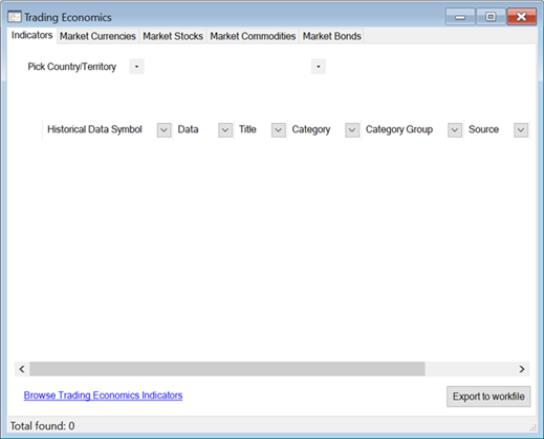 Trading Economics
Indicators Market Currencies Market Stocks Market Commodities Market Bonds
Pick Country/Territory
Historical Data Symbol Data Title Category Category Group Source
Browse Trading Economics Indicators
Export to workfile
Total found: 0